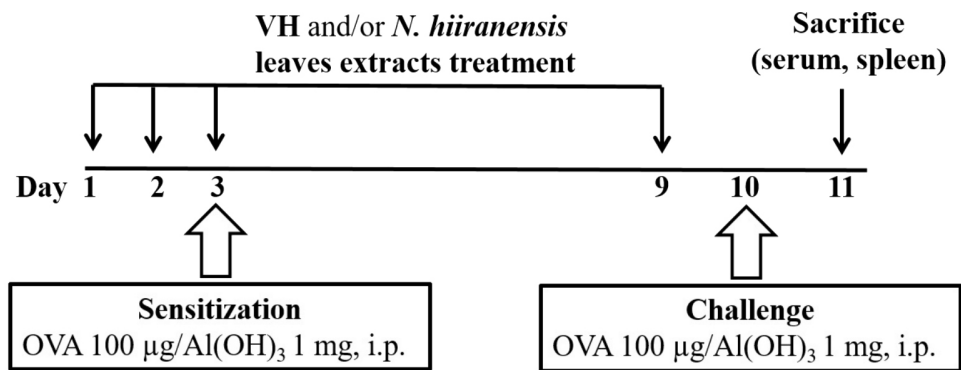 VH and/or N. hiiranensis
leaves extracts treatment
Sacrifice
(serum, spleen)
Day 1 2 3 9 10 11
Sensitization
OVA 100 µg/Al(OH)₃ 1 mg, i.p.
Challenge
OVA 100 µg/Al(OH)₃ 1 mg, i.p.